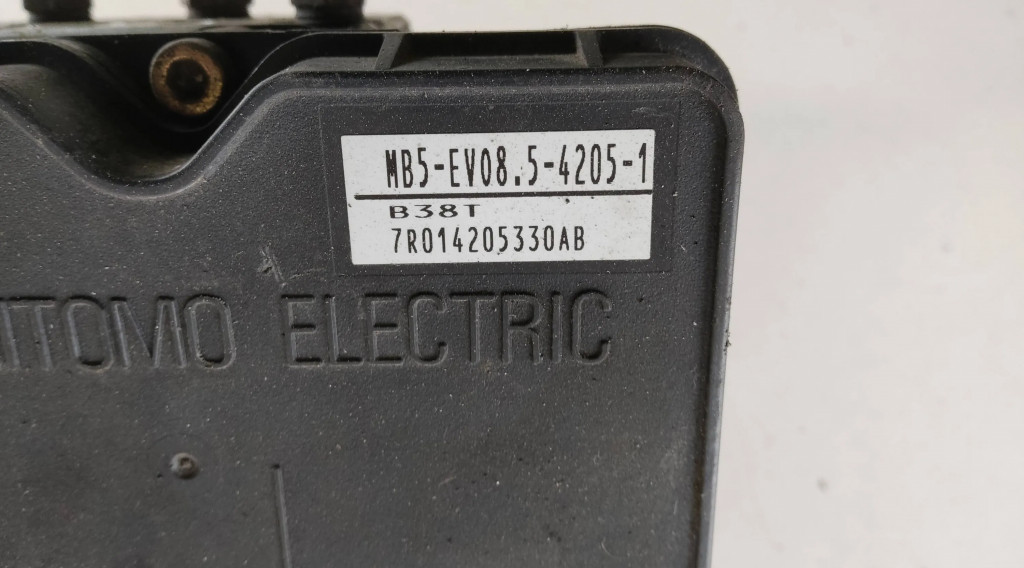 MB5-EV08.5-4205-1
B38T
7R014205330AB
ELECTRIC